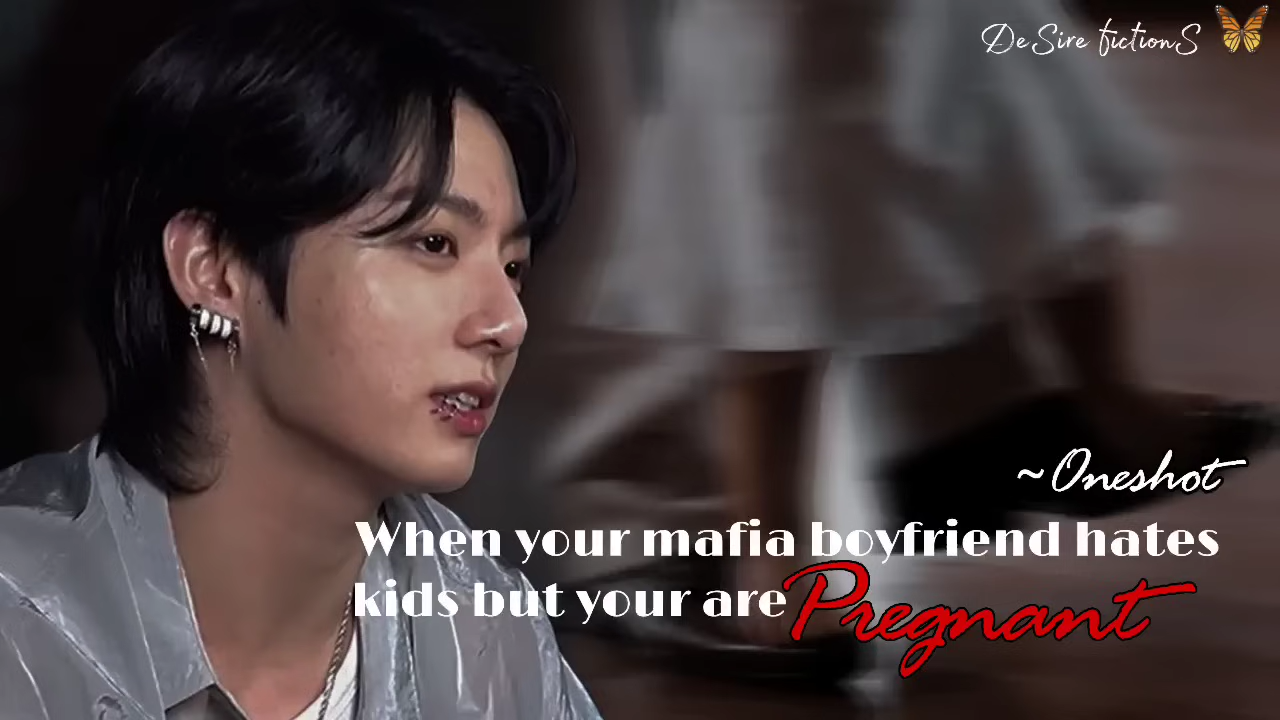 DeSire fictionS
~Oneshot
When your mafia boyfriend hates
kids but your are Pregnant